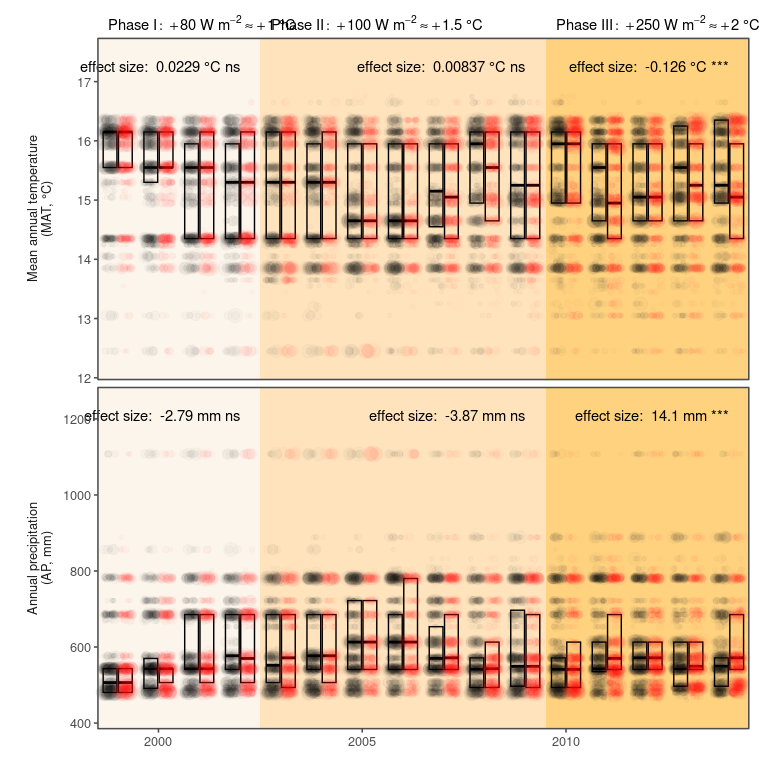 Phase I: +80 W m⁻² ≈ +1 °C
Phase II: +100 W m⁻² ≈ +1.5 °C
Phase III: +250 W m⁻² ≈ +2 °C
effect size: 0.0229 °C ns
effect size: 0.00837 °C ns
effect size: -0.126 °C ***
Mean annual temperature
(MAT, °C)
17
16
15
14
13
12
effect size: -2.79 mm ns
effect size: -3.87 mm ns
effect size: 14.1 mm ***
Annual precipitation
(AP, mm)
1200
1000
800
600
400
2000
2005
2010